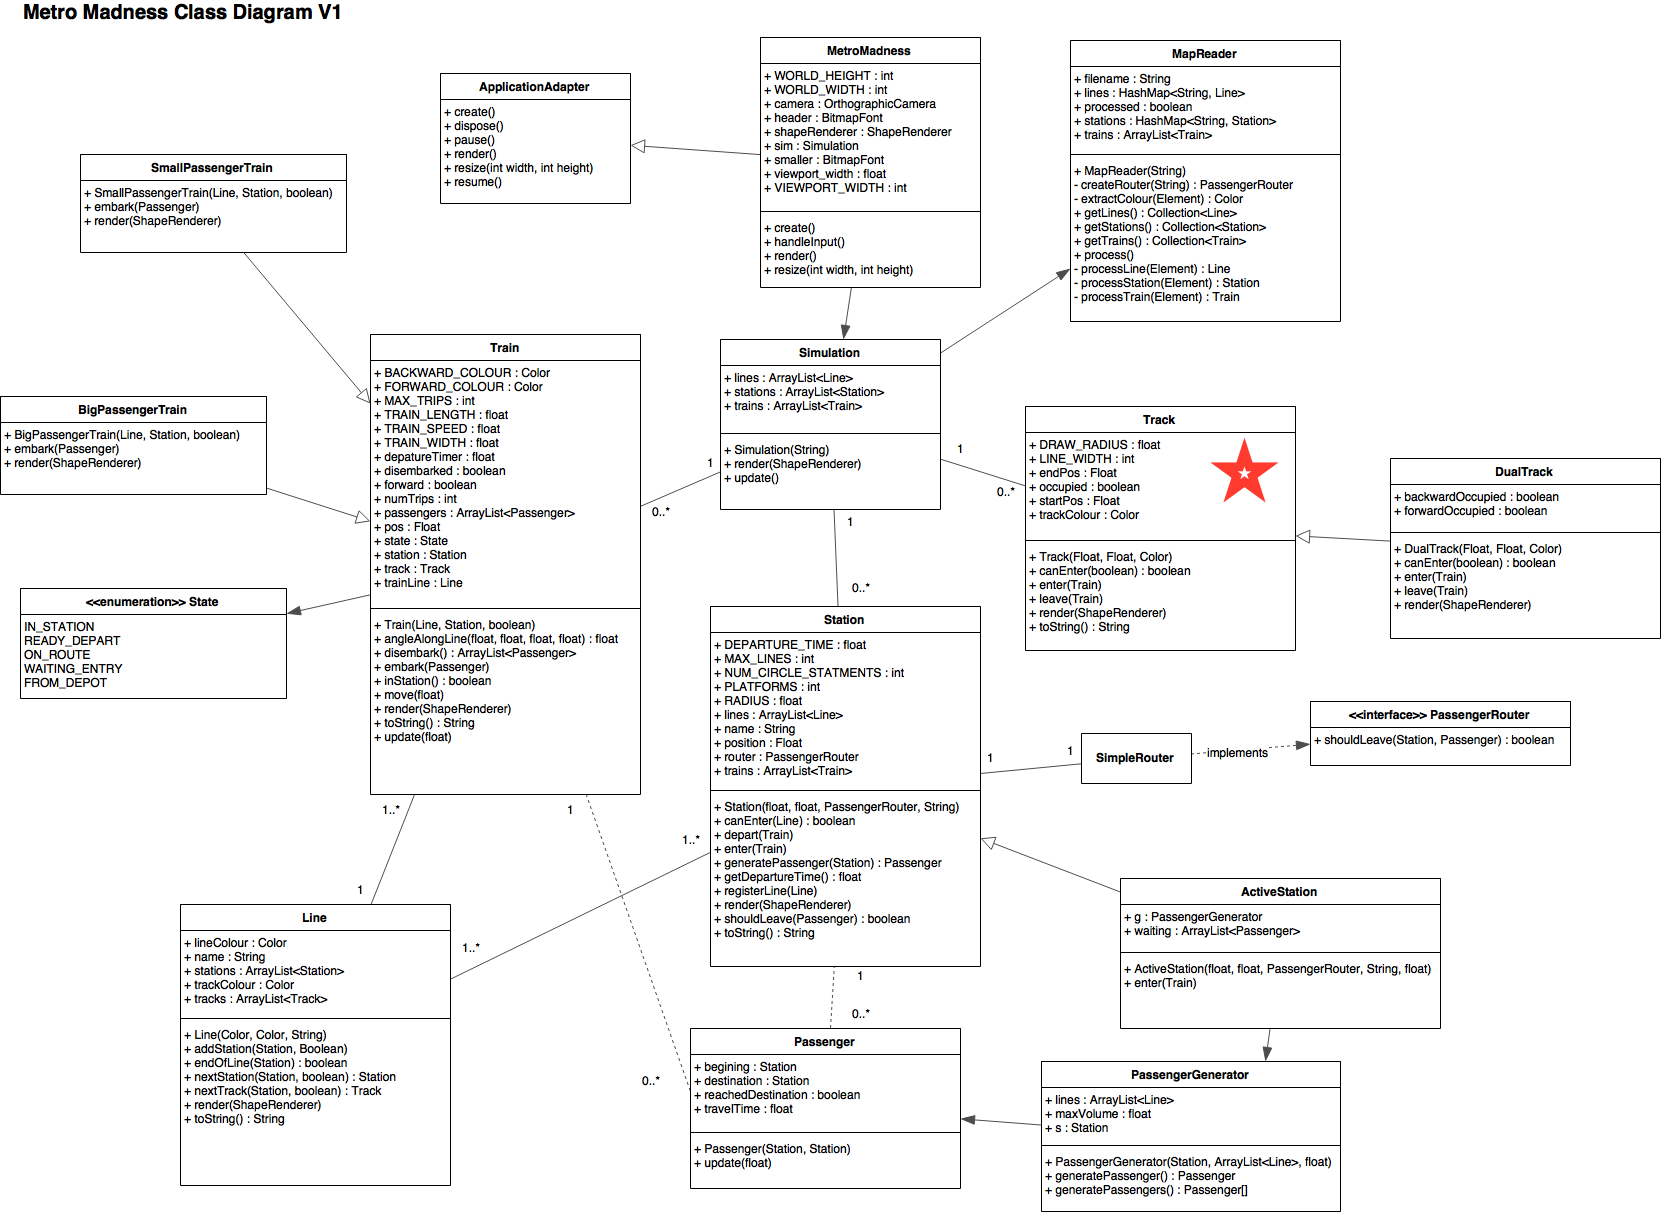 Metro Madness Class Diagram V1
MetroMadness
+ WORLD_HEIGHT : int
+ WORLD_WIDTH : int
+ camera : OrthographicCamera
+ header : BitmapFont
+ shapeRenderer : ShapeRenderer
+ sim : Simulation
+ smaller : BitmapFont
+ viewport_width : float
+ VIEWPORT_WIDTH : int
+ create()
+ handleInput()
+ render()
+ resize(int width, int height)
MapReader
+ filename : String
+ lines : HashMap<String, Line>
+ processed : boolean
+ stations : HashMap<String, Station>
+ trains : ArrayList<Train>
+ MapReader(String)
- createRouter(String) : PassengerRouter
- extractColour(Element) : Color
+ getLines() : Collection<Line>
+ getStations() : Collection<Station>
+ getTrains() : Collection<Train>
+ process()
- processLine(Element) : Line
- processStation(Element) : Station
- processTrain(Element) : Train
ApplicationAdapter
+ create()
+ dispose()
+ pause()
+ render()
+ resize(int width, int height)
+ resume()
SmallPassengerTrain
+ SmallPassengerTrain(Line, Station, boolean)
+ embark(Passenger)
+ render(ShapeRenderer)
Train
+ BACKWARD_COLOUR : Color
+ FORWARD_COLOUR : Color
+ MAX_TRIPS : int
+ TRAIN_LENGTH : float
+ TRAIN_SPEED : float
+ TRAIN_WIDTH : float
+ depatureTimer : float
+ disembarked : boolean
+ forward : boolean
+ numTrips : int
+ passengers : ArrayList<Passenger>
+ pos : Float
+ state : State
+ station : Station
+ track : Track
+ trainLine : Line
+ Train(Line, Station, boolean)
+ angleAlongLine(float, float, float, float) : float
+ disembark() : ArrayList<Passenger>
+ embark(Passenger)
+ inStation() : boolean
+ move(float)
+ render(ShapeRenderer)
+ toString() : String
+ update(float)
Simulation
+ lines : ArrayList<Line>
+ stations : ArrayList<Station>
+ trains : ArrayList<Train>
+ Simulation(String)
+ render(ShapeRenderer)
+ update()
BigPassengerTrain
+ BigPassengerTrain(Line, Station, boolean)
+ embark(Passenger)
+ render(ShapeRenderer)
Track
+ DRAW_RADIUS : float
+ LINE_WIDTH : int
+ endPos : Float
+ occupied : boolean
+ startPos : Float
+ trackColour : Color
+ Track(Float, Float, Color)
+ canEnter(boolean) : boolean
+ enter(Train)
+ leave(Train)
+ render(ShapeRenderer)
+ toString() : String
DualTrack
+ backwardOccupied : boolean
+ forwardOccupied : boolean
+ DualTrack(Float, Float, Color)
+ canEnter(boolean) : boolean
+ enter(Train)
+ leave(Train)
+ render(ShapeRenderer)
1
0..*
1
0..*
1
0..*
<<enumeration>> State
IN_STATION
READY_DEPART
ON_ROUTE
WAITING_ENTRY
FROM_DEPOT
Station
+ DEPARTURE_TIME : float
+ MAX_LINES : int
+ NUM_CIRCLE_STATMENTS : int
+ PLATFORMS : int
+ RADIUS : float
+ lines : ArrayList<Line>
+ name : String
+ position : Float
+ router : PassengerRouter
+ trains : ArrayList<Train>
+ Station(float, float, PassengerRouter, String)
+ canEnter(Line) : boolean
+ depart(Train)
+ enter(Train)
+ generatePassenger(Station) : Passenger
+ getDepartureTime() : float
+ registerLine(Line)
+ render(ShapeRenderer)
+ shouldLeave(Passenger) : boolean
+ toString() : String
1
1
SimpleRouter
implements
<<interface>> PassengerRouter
+ shouldLeave(Station, Passenger) : boolean
1..*
1
1..*
1
1..*
ActiveStation
+ g : PassengerGenerator
+ waiting : ArrayList<Passenger>
+ ActiveStation(float, float, PassengerRouter, String, float)
+ enter(Train)
Line
+ lineColour : Color
+ name : String
+ stations : ArrayList<Station>
+ trackColour : Color
+ tracks : ArrayList<Track>
+ Line(Color, Color, String)
+ addStation(Station, Boolean)
+ endOfLine(Station) : boolean
+ nextStation(Station, boolean) : Station
+ nextTrack(Station, boolean) : Track
+ render(ShapeRenderer)
+ toString() : String
1
0..*
0..*
Passenger
+ begining : Station
+ destination : Station
+ reachedDestination : boolean
+ travelTime : float
+ Passenger(Station, Station)
+ update(float)
PassengerGenerator
+ lines : ArrayList<Line>
+ maxVolume : float
+ s : Station
+ PassengerGenerator(Station, ArrayList<Line>, float)
+ generatePassenger() : Passenger
+ generatePassengers() : Passenger[]